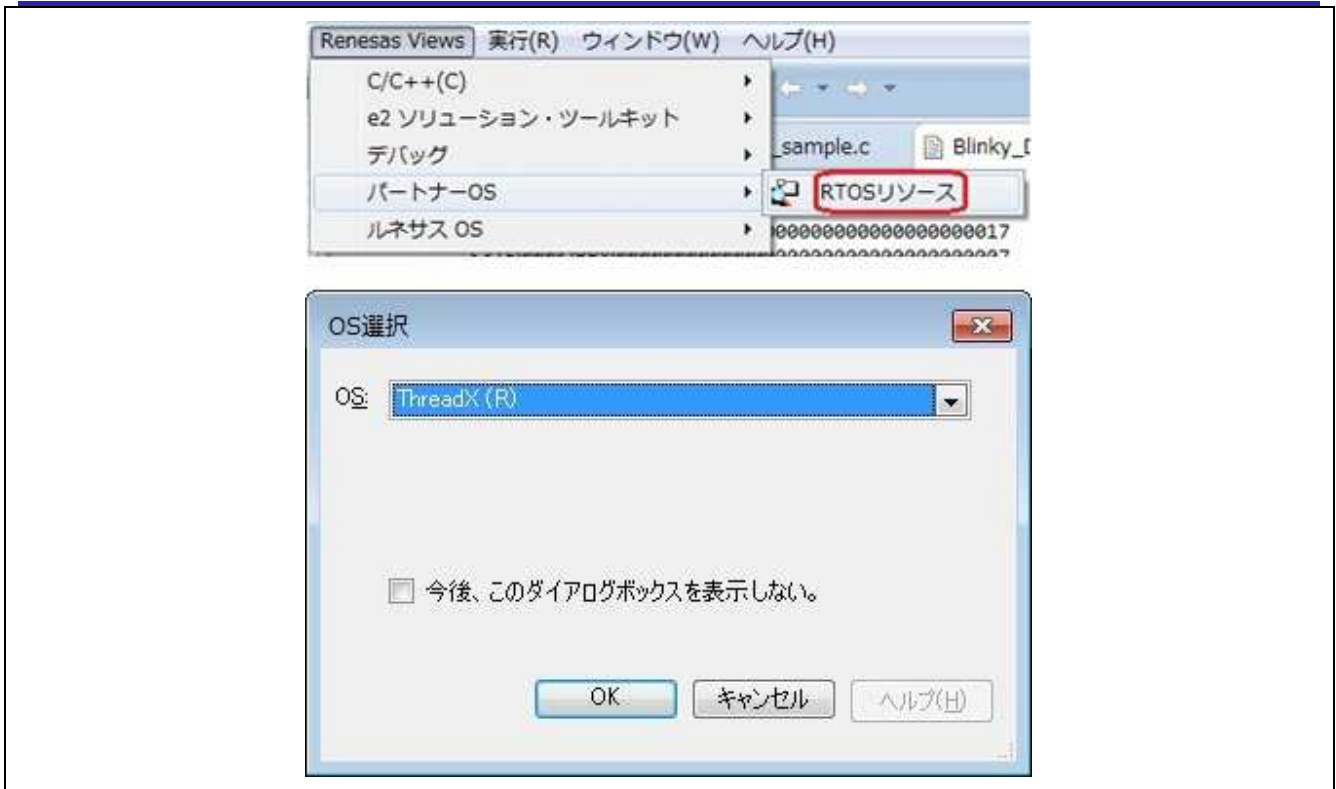 Renesas Views 実行(R) ウィンドウ(W) ヘルプ(H)
C/C++(C)
e2 ソリューション・ツールキット
デバッグ
パートナーOS
ルネサス OS
_sample.c Blinky_
RTOSリソース
000000000000000000000017
OS選択
OS: ThreadX (R)
今後、このダイアログボックスを表示しない。
OK キャンセル ヘルプ(H)